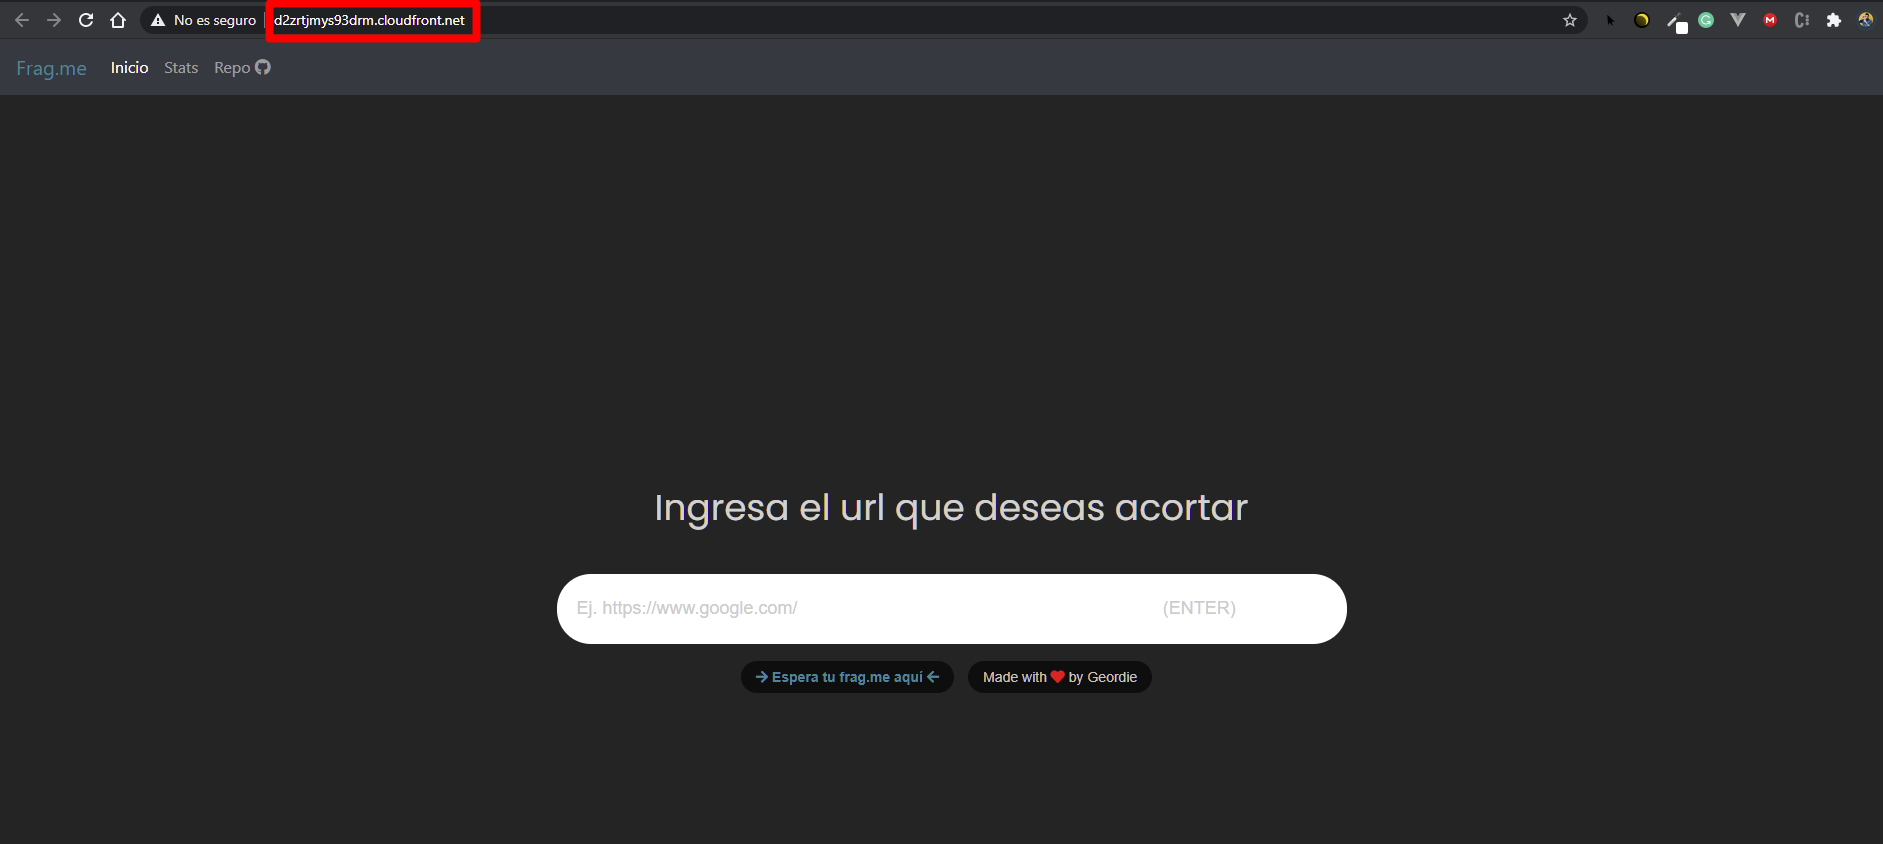 No es seguro | d2zrtjmys93drm.cloudfront.net
Frag.me Inicio Stats Repo
Ingresa el url que deseas acortar
Ej. https://www.google.com/ (ENTER)
→ Espera tu frag.me aquí ← Made with ❤ by Geordie